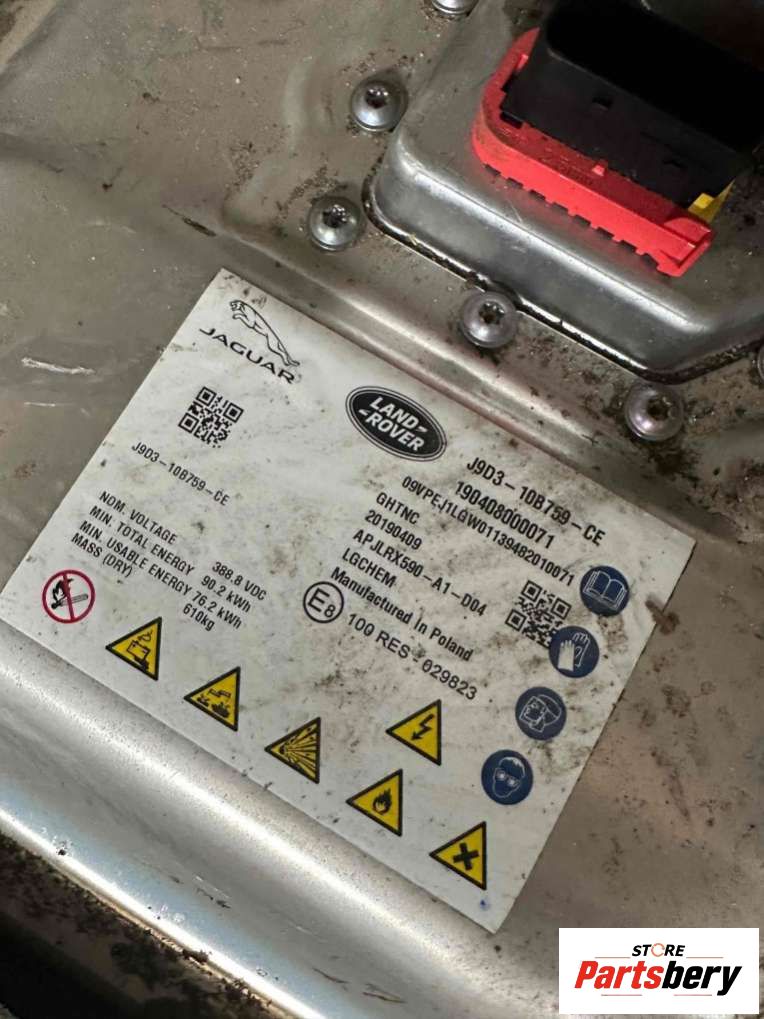 JAGUAR
LAND-
-ROVER
J9D3-10B759-CE
J9D3-10B759-CE
190408000071
09VPEJ1LGW01139482010071
GHTNC
20190409
APJLRX590-A1-D04
LGCHEM
Manufactured in Poland
E8 100 RES-029823
NOM. VOLTAGE 388.8 VDC
MIN. TOTAL ENERGY 90.2 kWh
MIN. USABLE ENERGY 76.2 kWh
MASS (DRY) 610kg
STORE
Partsbery